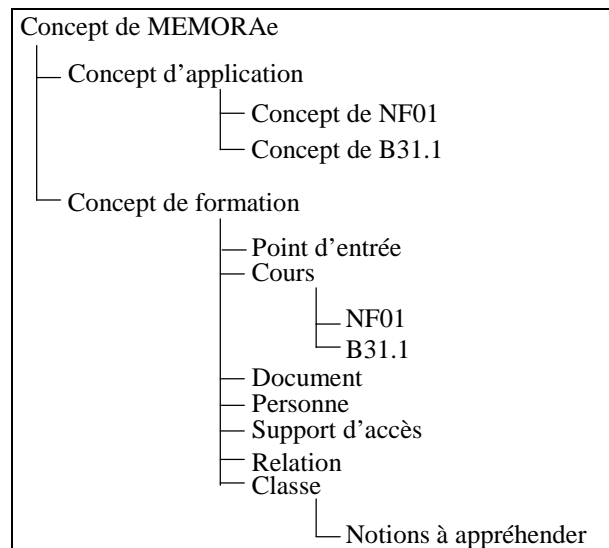 Concept de MEMORAe
Concept d’application
Concept de NF01
Concept de B31.1
Concept de formation
Point d’entrée
Cours
NF01
B31.1
Document
Personne
Support d’accès
Relation
Classe
Notions à appréhender